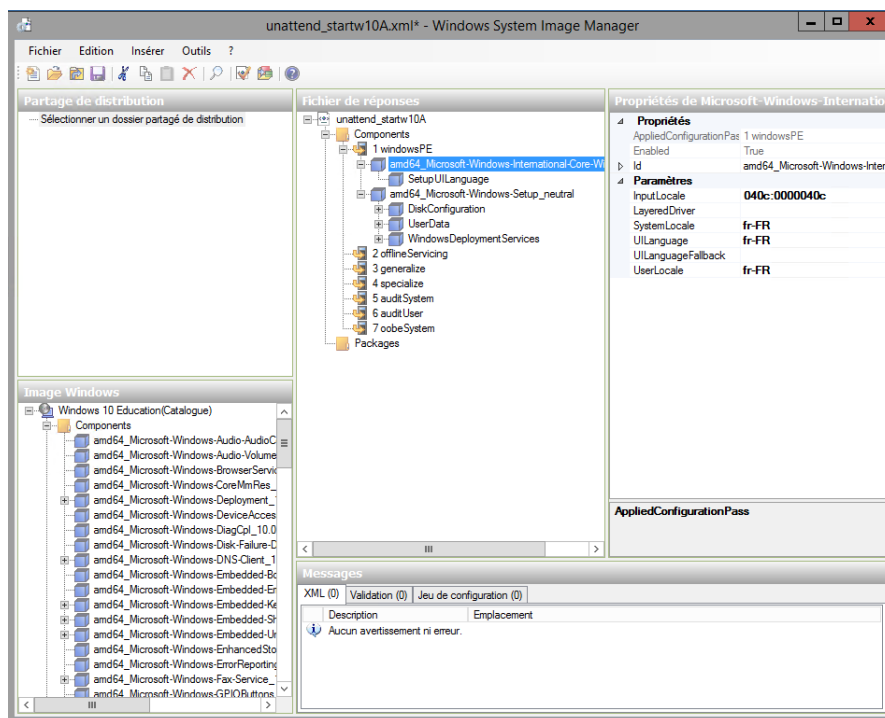 unattend_startw10A.xml* - Windows System Image Manager
Fichier Edition Insérer Outils ?
Partage de distribution
Sélectionner un dossier partagé de distribution
Fichier de réponses
unattend_startw10A
Components
1 windowsPE
amd64_Microsoft-Windows-International-Core-Wi
SetupUILanguage
amd64_Microsoft-Windows-Setup_neutral
DiskConfiguration
UserData
WindowsDeploymentServices
2 offlineServicing
3 generalize
4 specialize
5 auditSystem
6 auditUser
7 oobeSystem
Packages
Propriétés de Microsoft-Windows-Internatio
Propriétés
AppliedConfigurationPas 1 windowsPE
Enabled True
Id amd64_Microsoft-Windows-Inter
Paramètres
InputLocale 040c:0000040c
LayeredDriver
SystemLocale fr-FR
UILanguage fr-FR
UILanguageFallback
UserLocale fr-FR
AppliedConfigurationPass
Image Windows
Windows 10 Education(Catalogue)
Components
amd64_Microsoft-Windows-Audio-AudioC
amd64_Microsoft-Windows-Audio-Volume
amd64_Microsoft-Windows-BrowserServic
amd64_Microsoft-Windows-CoreMmRes_
amd64_Microsoft-Windows-Deployment_
amd64_Microsoft-Windows-DeviceAcces
amd64_Microsoft-Windows-DiagCpl_10.0
amd64_Microsoft-Windows-Disk-Failure-D
amd64_Microsoft-Windows-DNS-Client_1
amd64_Microsoft-Windows-Embedded-Bo
amd64_Microsoft-Windows-Embedded-Em
amd64_Microsoft-Windows-Embedded-Ke
amd64_Microsoft-Windows-Embedded-Sh
amd64_Microsoft-Windows-Embedded-Un
amd64_Microsoft-Windows-EnhancedSto
amd64_Microsoft-Windows-ErrorReporting
amd64_Microsoft-Windows-Fax-Service_
amd64_Microsoft-Windows-GPIOButtons
Messages
XML (0) Validation (0) Jeu de configuration (0)
Description Emplacement
Aucun avertissement ni erreur.